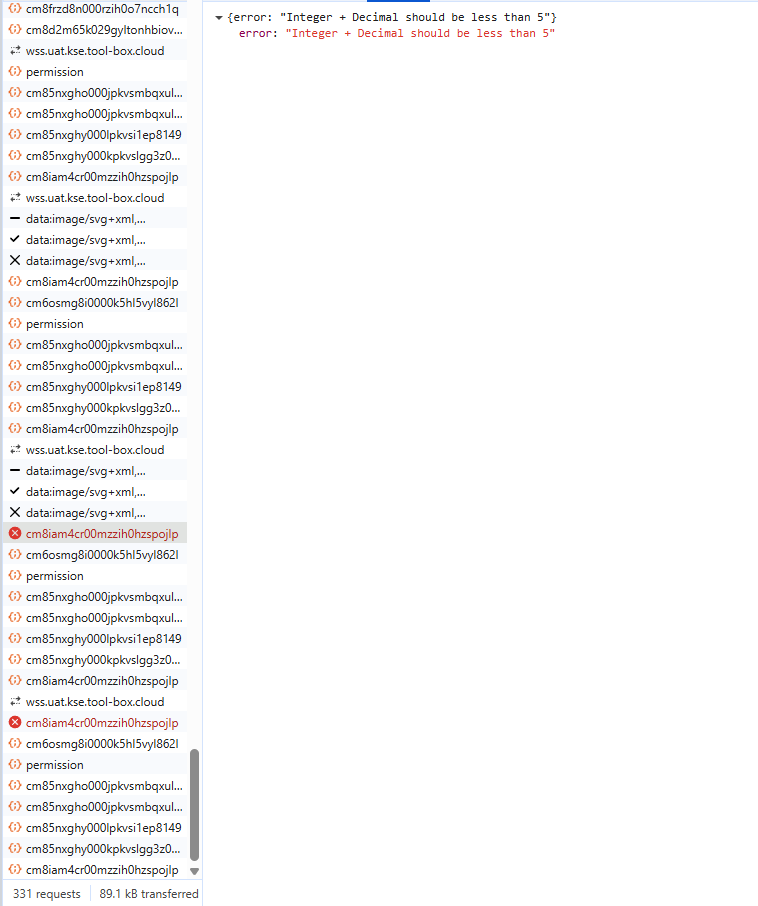 cm8frzd8n000rzih0o7ncch1q
cm8d2m65k029gyltonhbiov...
wss.uat.kse.tool-box.cloud
permission
cm85nxgho000jpkvsmbqxul...
cm85nxgho000jpkvsmbqxul...
cm85nxghy000lpkvsi1ep8149
cm85nxghy000kpkvslgg3z0...
cm8iam4cr00mzzih0hzspojlp
wss.uat.kse.tool-box.cloud
data:image/svg+xml,...
data:image/svg+xml,...
data:image/svg+xml,...
cm8iam4cr00mzzih0hzspojlp
cm6osmg8i0000k5hl5vyl862l
permission
cm85nxgho000jpkvsmbqxul...
cm85nxgho000jpkvsmbqxul...
cm85nxghy000lpkvsi1ep8149
cm85nxghy000kpkvslgg3z0...
cm8iam4cr00mzzih0hzspojlp
wss.uat.kse.tool-box.cloud
data:image/svg+xml,...
data:image/svg+xml,...
data:image/svg+xml,...
cm8iam4cr00mzzih0hzspojlp
cm6osmg8i0000k5hl5vyl862l
permission
cm85nxgho000jpkvsmbqxul...
cm85nxgho000jpkvsmbqxul...
cm85nxghy000lpkvsi1ep8149
cm85nxghy000kpkvslgg3z0...
cm8iam4cr00mzzih0hzspojlp
wss.uat.kse.tool-box.cloud
cm8iam4cr00mzzih0hzspojlp
cm6osmg8i0000k5hl5vyl862l
permission
cm85nxgho000jpkvsmbqxul...
cm85nxgho000jpkvsmbqxul...
cm85nxghy000lpkvsi1ep8149
cm85nxghy000kpkvslgg3z0...
cm8iam4cr00mzzih0hzspojlp
331 requests
89.1 kB transferred
{error: "Integer + Decimal should be less than 5"}
error: "Integer + Decimal should be less than 5"